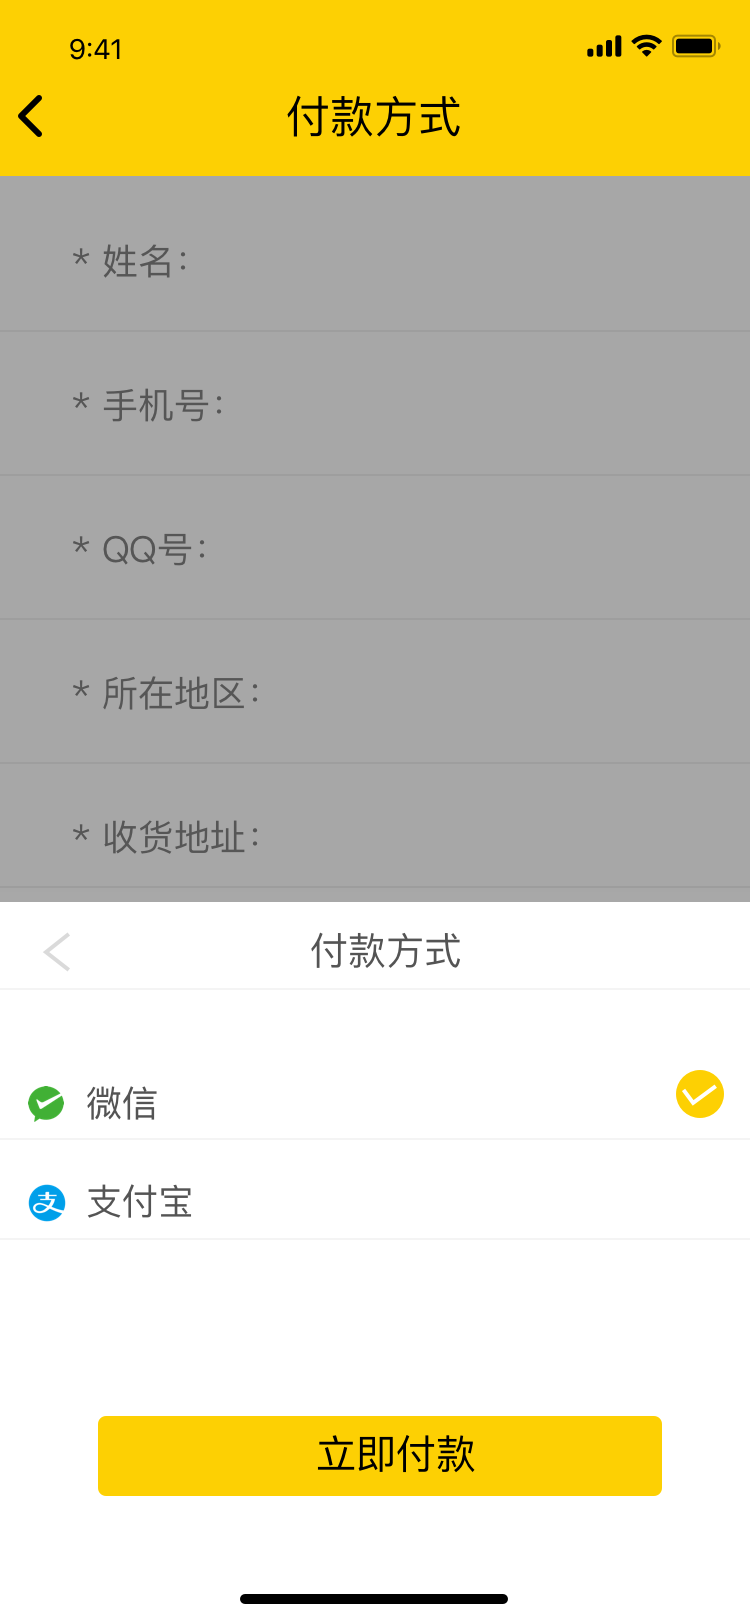 9:41
付款方式
* 姓名：
* 手机号：
* QQ号：
* 所在地区：
* 收货地址：
付款方式
微信
支付宝
立即付款